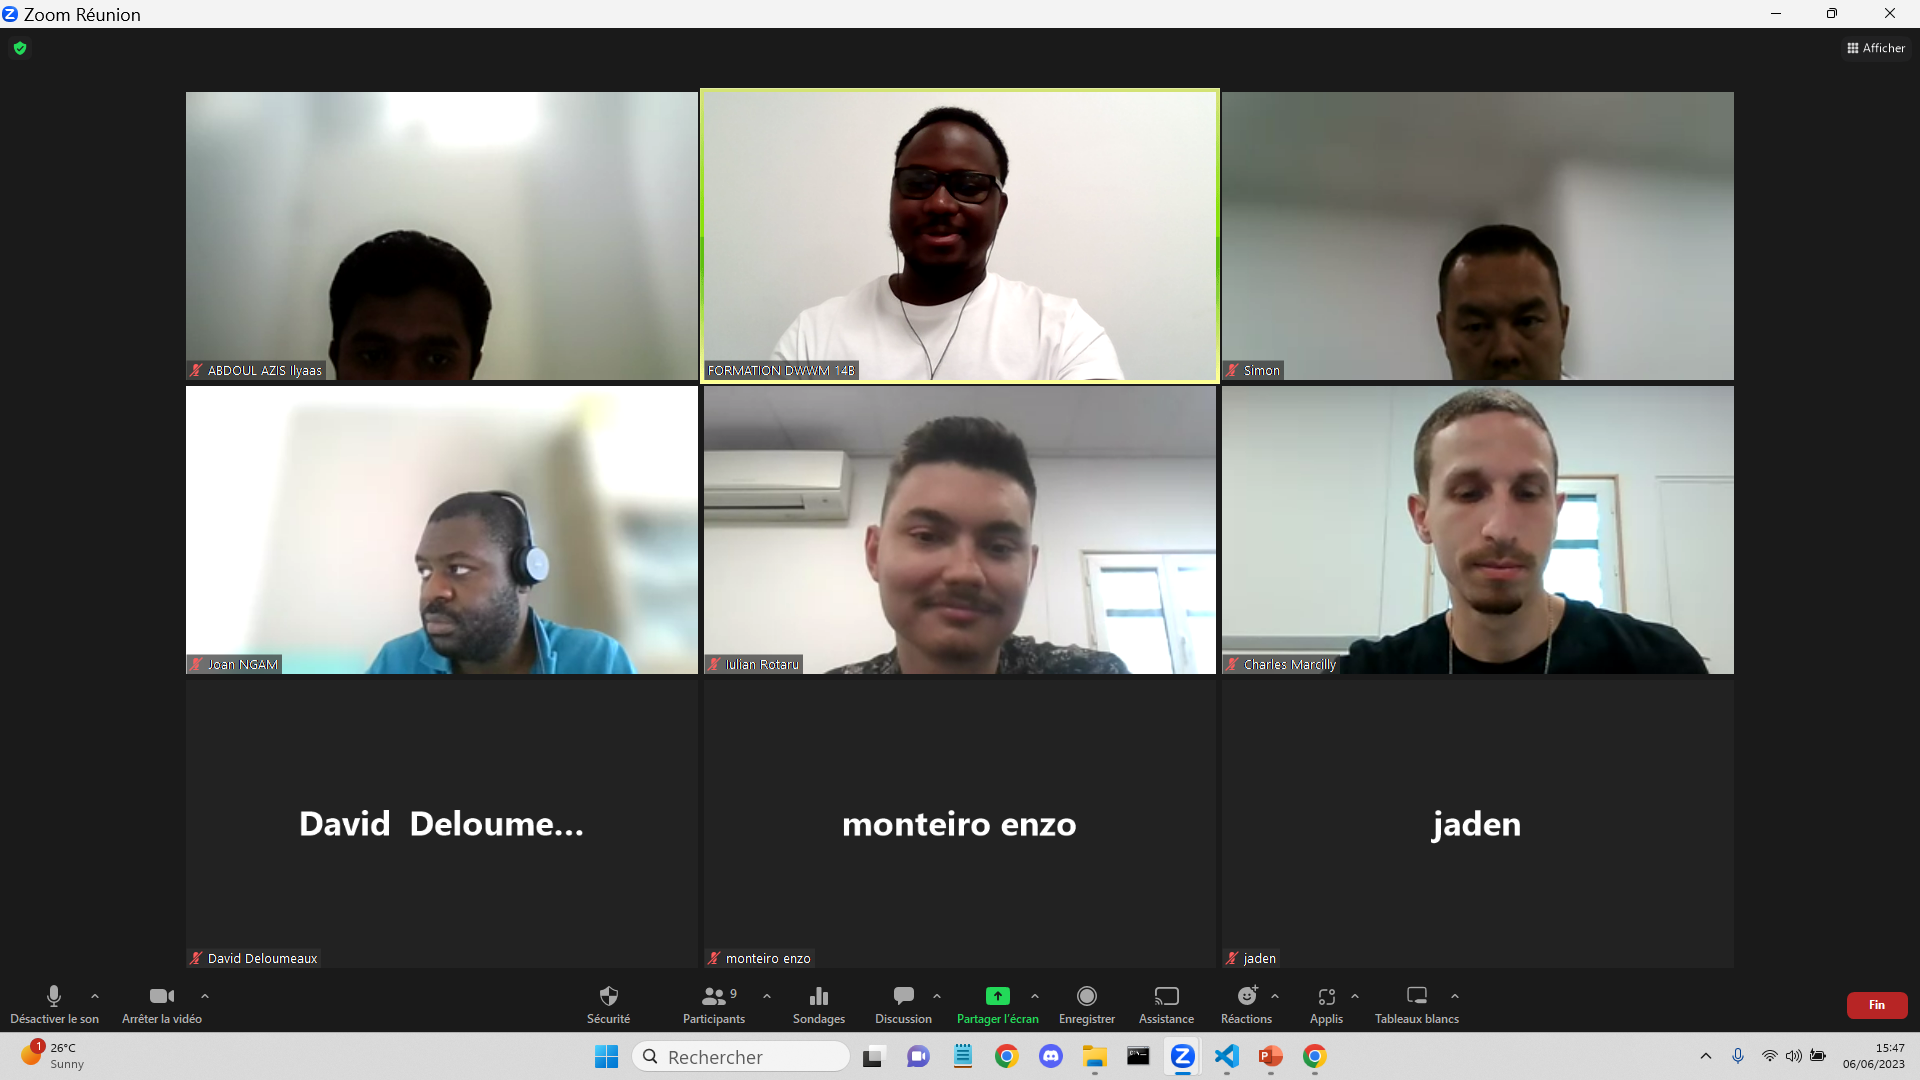 Zoom Réunion
Afficher
ABDOUL AZIS Ilyaas
FORMATION DWWM 14B
Simon
Joan NGAM
Iulian Rotaru
Charles Marcilly
David  Deloume...
monteiro enzo
jaden
David Deloumeaux
monteiro enzo
jaden
9
Désactiver le son
Arrêter la vidéo
Sécurité
Participants
Sondages
Discussion
Partager l'écran
Enregistrer
Assistance
Réactions
Applis
Tableaux blancs
Fin
1
26°C
Sunny
Rechercher
15:47
06/06/2023